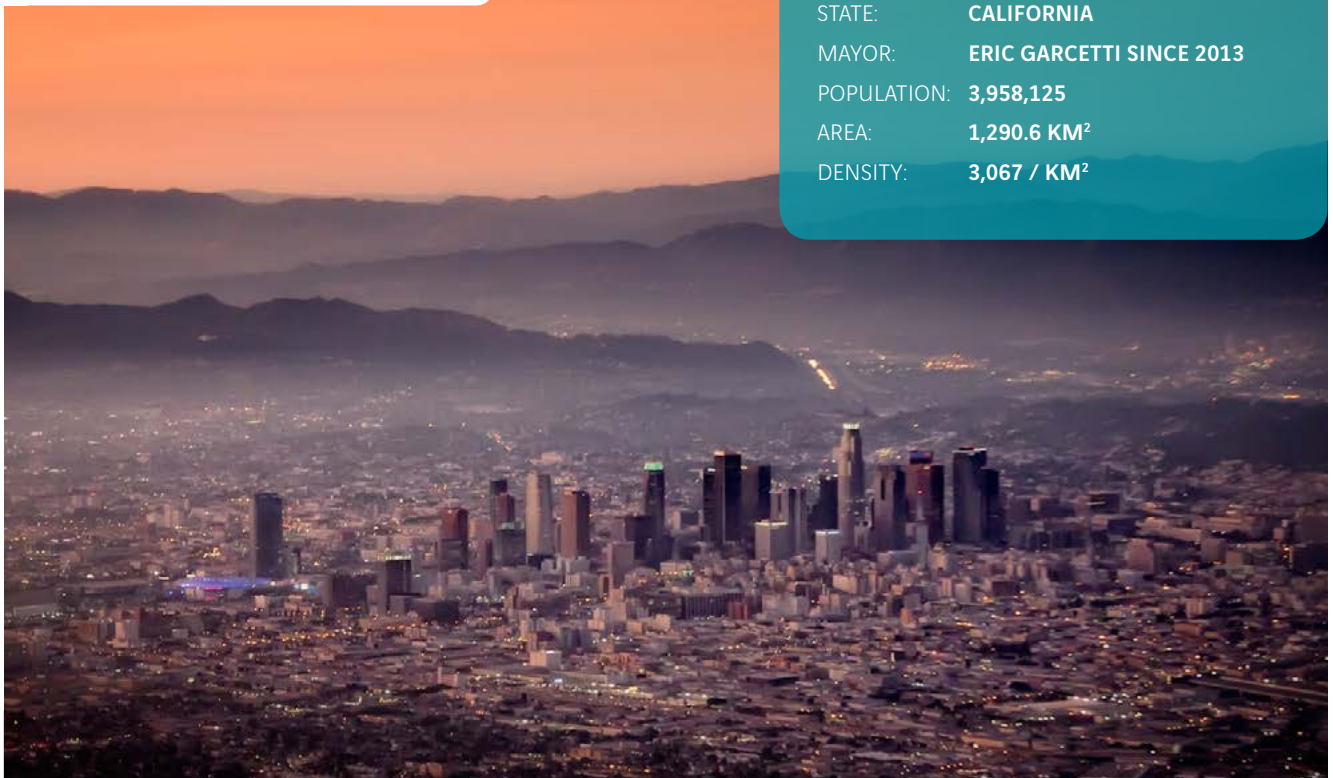 STATE: CALIFORNIA
MAYOR: ERIC GARCETTI SINCE 2013
POPULATION: 3,958,125
AREA: 1,290.6 KM²
DENSITY: 3,067 / KM²